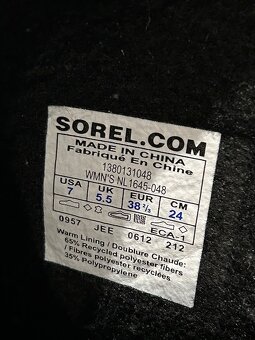 SOREL.COM
MADE IN CHINA
Fabriqué En Chine
1380131048
WMN'S NL1645-048
USA UK EUR CM
7 5.5 38 ²/₃ 24
ECA-1
0957 JEE 0612 212
Warm Lining / Doublure Chaude:
65% Recycled polyester fibers
/ Fibres polyester recyclées
35% Polypropylene